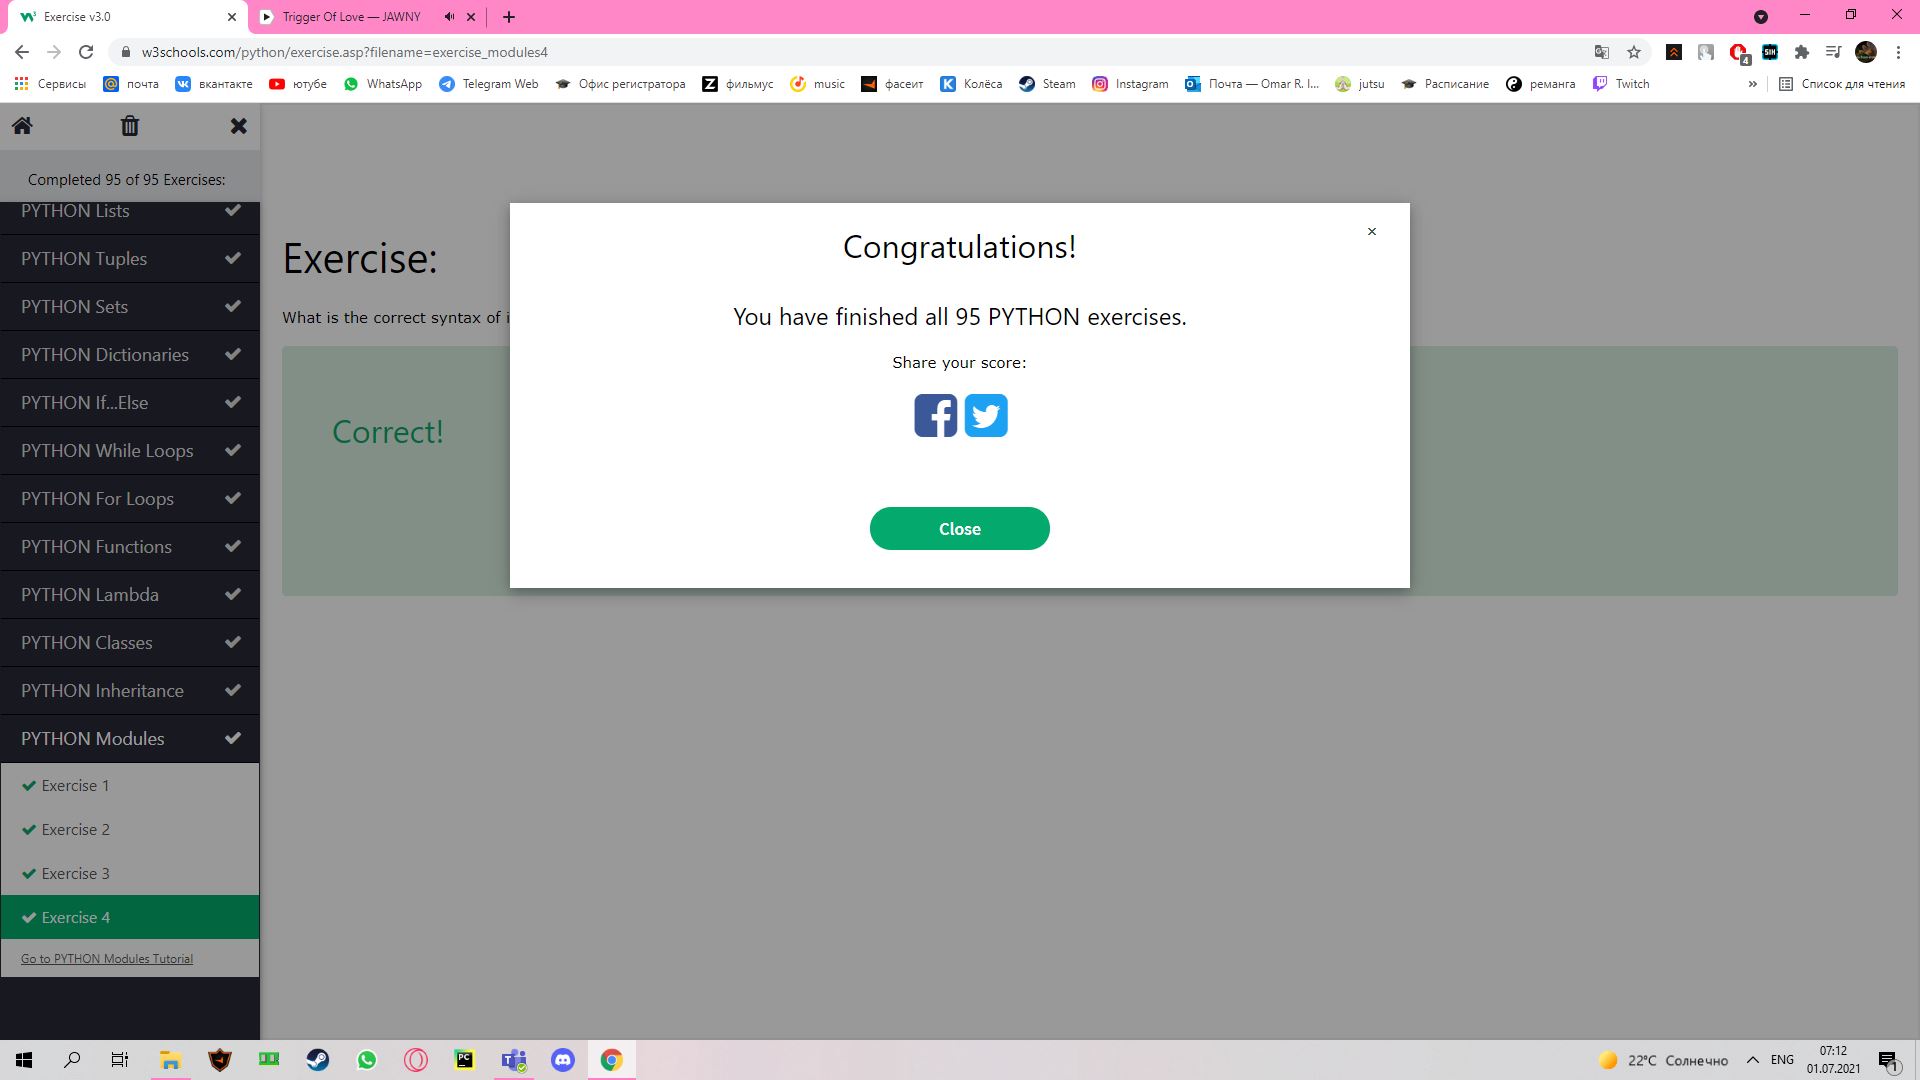 Exercise v3.0
Trigger Of Love — JAWNY
w3schools.com/python/exercise.asp?filename=exercise_modules4
4
Сервисы почта вконтакте ютубе WhatsApp Telegram Web Офис регистратора фильмус music фасеит Колёса Steam Instagram Почта — Omar R. I... jutsu Расписание реманга Twitch » Список для чтения
Completed 95 of 95 Exercises:
PYTHON Lists
PYTHON Tuples
PYTHON Sets
PYTHON Dictionaries
PYTHON If...Else
PYTHON While Loops
PYTHON For Loops
PYTHON Functions
PYTHON Lambda
PYTHON Classes
PYTHON Inheritance
PYTHON Modules
Exercise 1
Exercise 2
Exercise 3
Exercise 4
Go to PYTHON Modules Tutorial
Exercise:
What is the correct syntax of i
Correct!
Congratulations!
×
You have finished all 95 PYTHON exercises.
Share your score:
Close
22°C Солнечно
ENG
07:12
01.07.2021
1